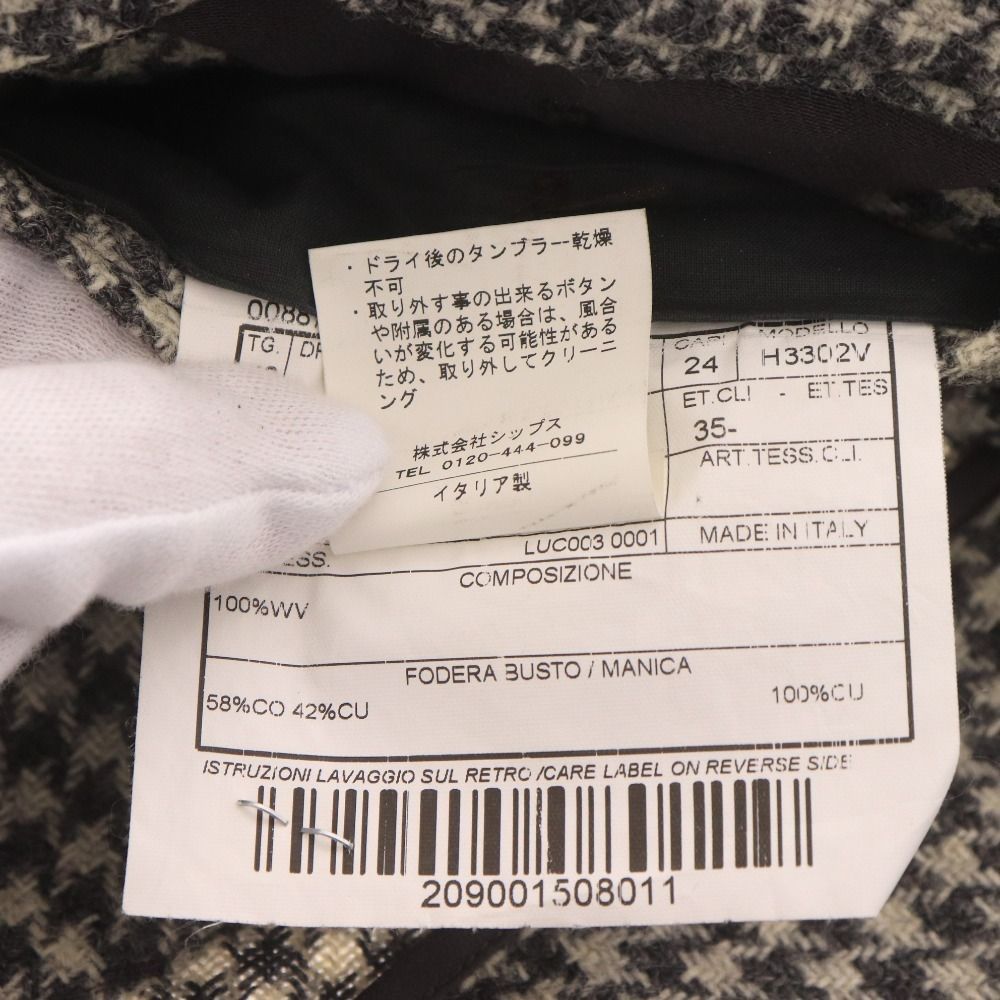 ・ドライ後のタンブラー乾燥
不可
・取り外す事の出来るボタン
や附属のある場合は、風合
いが変化する可能性がある
ため、取り外してクリーニ
ング
株式会社シップス
TEL 0120-444-099
イタリア製
TG.
24
MODELLO
H3302V
ET.CLI - ET.TES
35-
ART.TESS.CLI.
LUC003 0001
MADE IN ITALY
COMPOSIZIONE
100%WV
FODERA BUSTO / MANICA
58%CO 42%CU
100%CU
ISTRUZIONI LAVAGGIO SUL RETRO /CARE LABEL ON REVERSE SIDE
209001508011